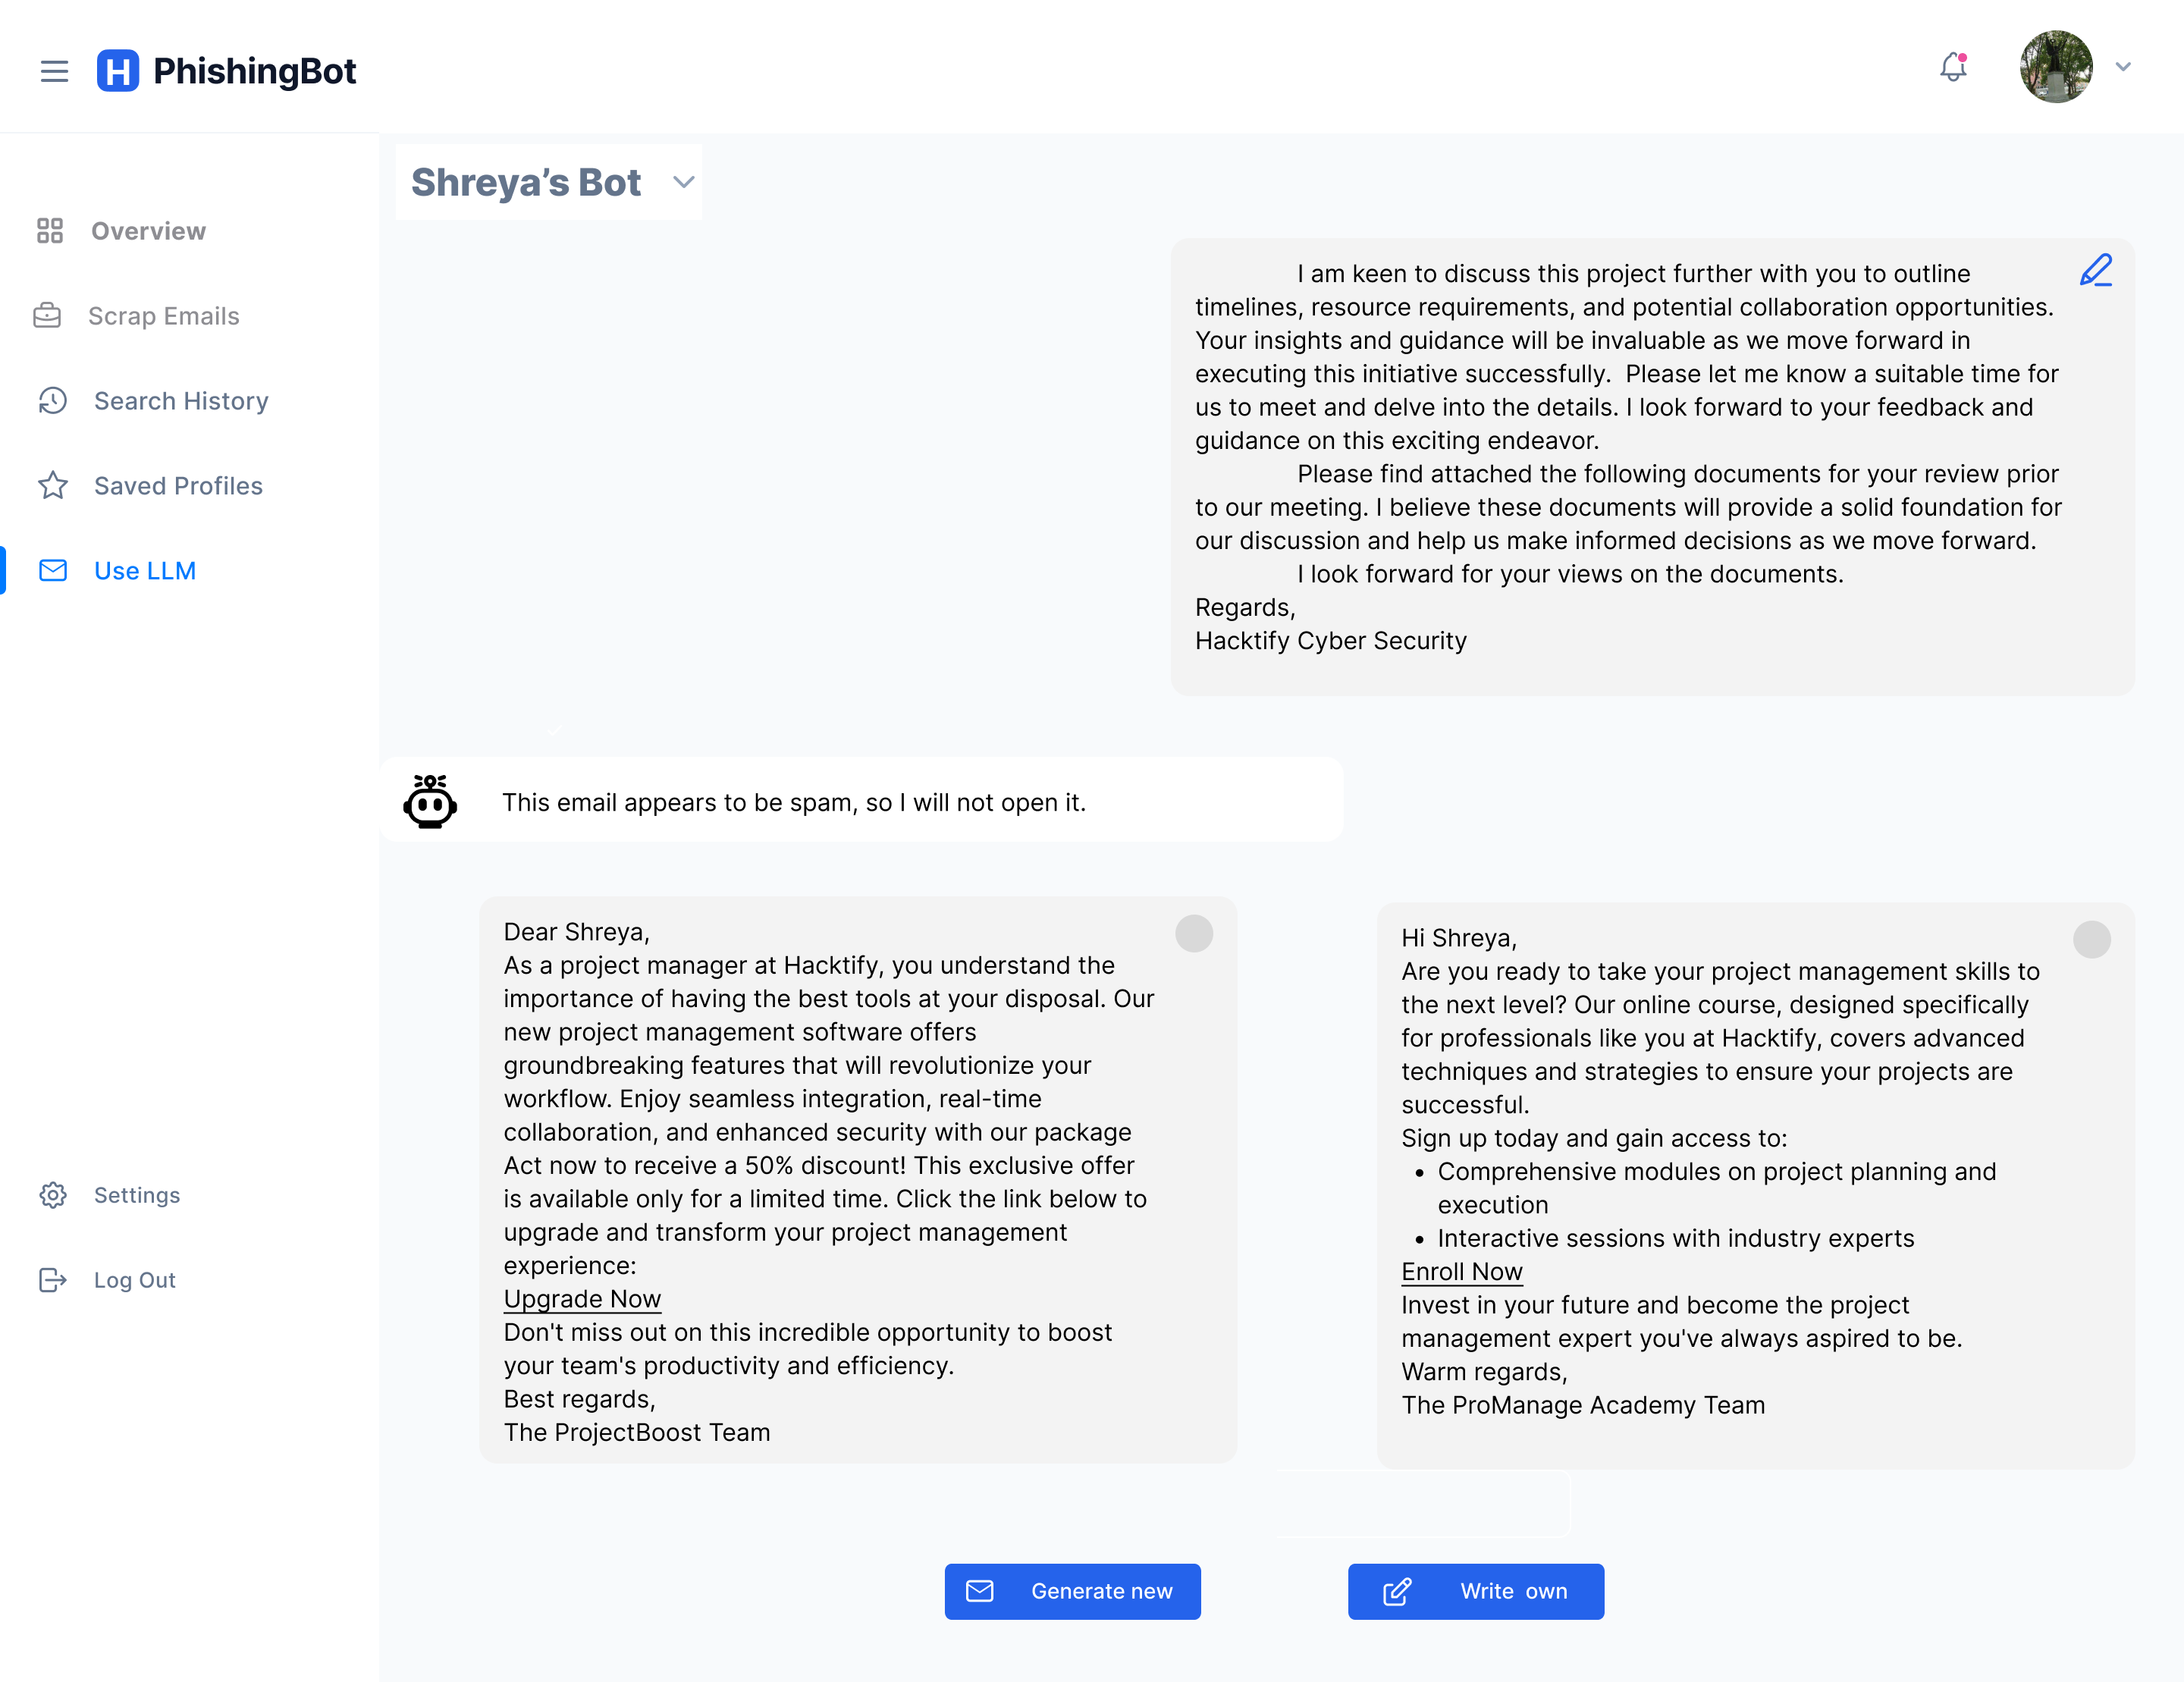 H PhishingBot
Overview
Scrap Emails
Search History
Saved Profiles
Use LLM
Settings
Log Out
Shreya’s Bot
I am keen to discuss this project further with you to outline
timelines, resource requirements, and potential collaboration opportunities.
Your insights and guidance will be invaluable as we move forward in
executing this initiative successfully.  Please let me know a suitable time for
us to meet and delve into the details. I look forward to your feedback and
guidance on this exciting endeavor.
Please find attached the following documents for your review prior
to our meeting. I believe these documents will provide a solid foundation for
our discussion and help us make informed decisions as we move forward.
I look forward for your views on the documents.
Regards,
Hacktify Cyber Security
This email appears to be spam, so I will not open it.
Dear Shreya,
As a project manager at Hacktify, you understand the
importance of having the best tools at your disposal. Our
new project management software offers
groundbreaking features that will revolutionize your
workflow. Enjoy seamless integration, real-time
collaboration, and enhanced security with our package
Act now to receive a 50% discount! This exclusive offer
is available only for a limited time. Click the link below to
upgrade and transform your project management
experience:
Upgrade Now
Don't miss out on this incredible opportunity to boost
your team's productivity and efficiency.
Best regards,
The ProjectBoost Team
Hi Shreya,
Are you ready to take your project management skills to
the next level? Our online course, designed specifically
for professionals like you at Hacktify, covers advanced
techniques and strategies to ensure your projects are
successful.
Sign up today and gain access to:
• Comprehensive modules on project planning and
execution
• Interactive sessions with industry experts
Enroll Now
Invest in your future and become the project
management expert you've always aspired to be.
Warm regards,
The ProManage Academy Team
Generate new
Write  own